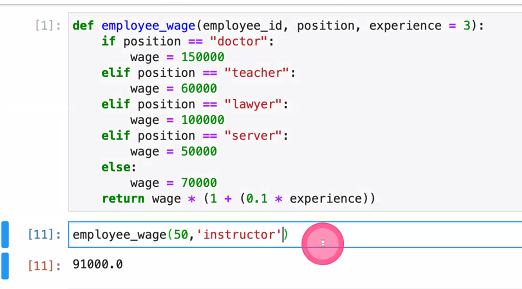 [1]: def employee_wage(employee_id, position, experience = 3):
if position == "doctor":
wage = 150000
elif position == "teacher":
wage = 60000
elif position == "lawyer":
wage = 100000
elif position == "server":
wage = 50000
else:
wage = 70000
return wage * (1 + (0.1 * experience))
[11]: employee_wage(50,'instructor')
[11]: 91000.0